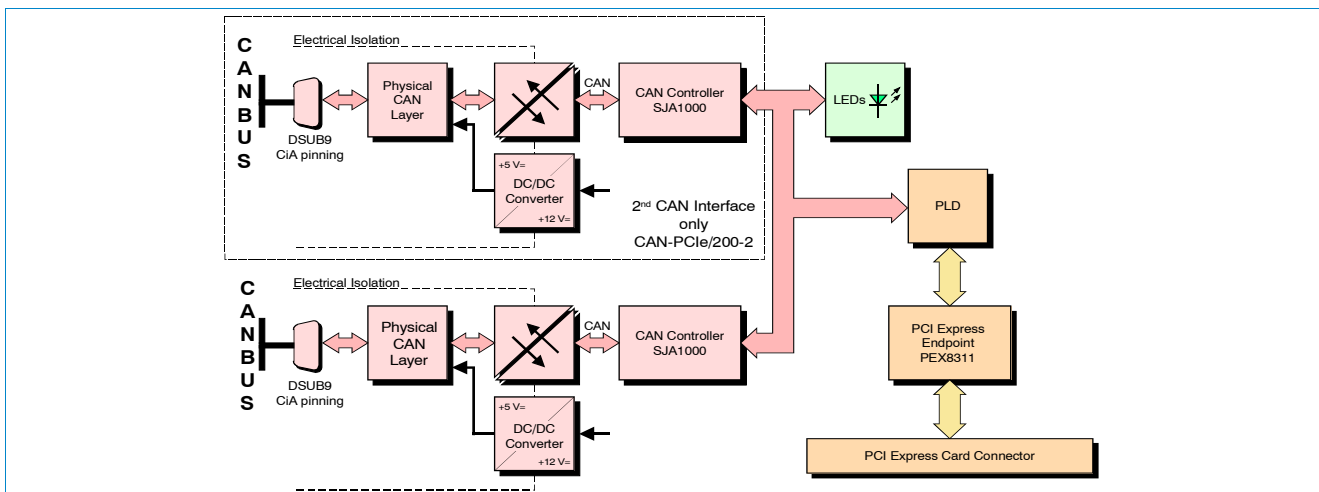 CANBUS
Electrical Isolation
DSUB9
CiA pinning
Physical
CAN
Layer
CAN
CAN Controller
SJA1000
+5 V=
DC/DC
Converter
+12 V=
2nd CAN Interface
only
CAN-PCIe/200-2
LEDs
PLD
CANBUS
Electrical Isolation
DSUB9
CiA pinning
Physical
CAN
Layer
CAN
CAN Controller
SJA1000
+5 V=
DC/DC
Converter
+12 V=
PCI Express
Endpoint
PEX8311
PCI Express Card Connector